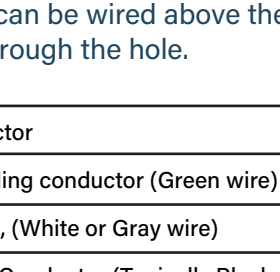 can be wired above the
rough the hole.
ctor
ling conductor (Green wire)
, (White or Gray wire)
Conductor (Typically Black